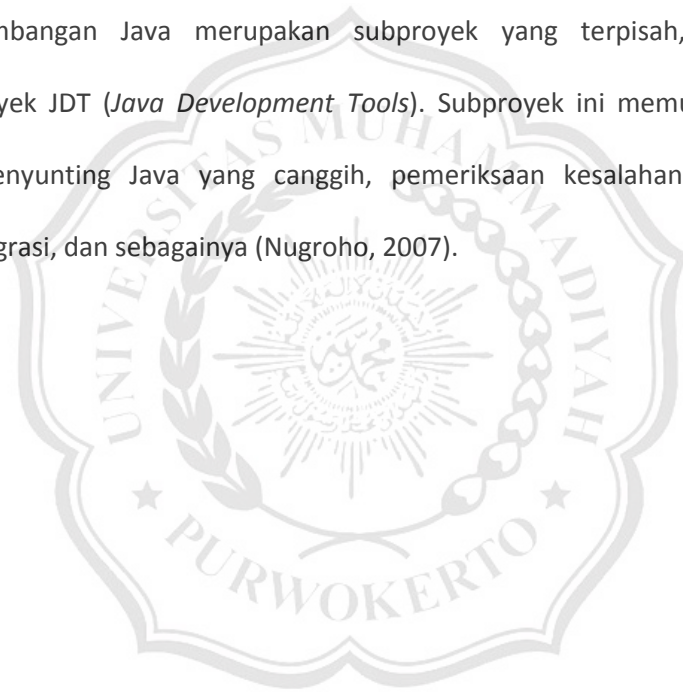 mbangan Java merupakan subproyek yang terpisah,
yek JDT (Java Development Tools). Subproyek ini memu
enyunting Java yang canggih, pemeriksaan kesalahan
grasi, dan sebagainya (Nugroho, 2007).
UNIVERSITAS MUHAMMADIYAH
PURWOKERTO